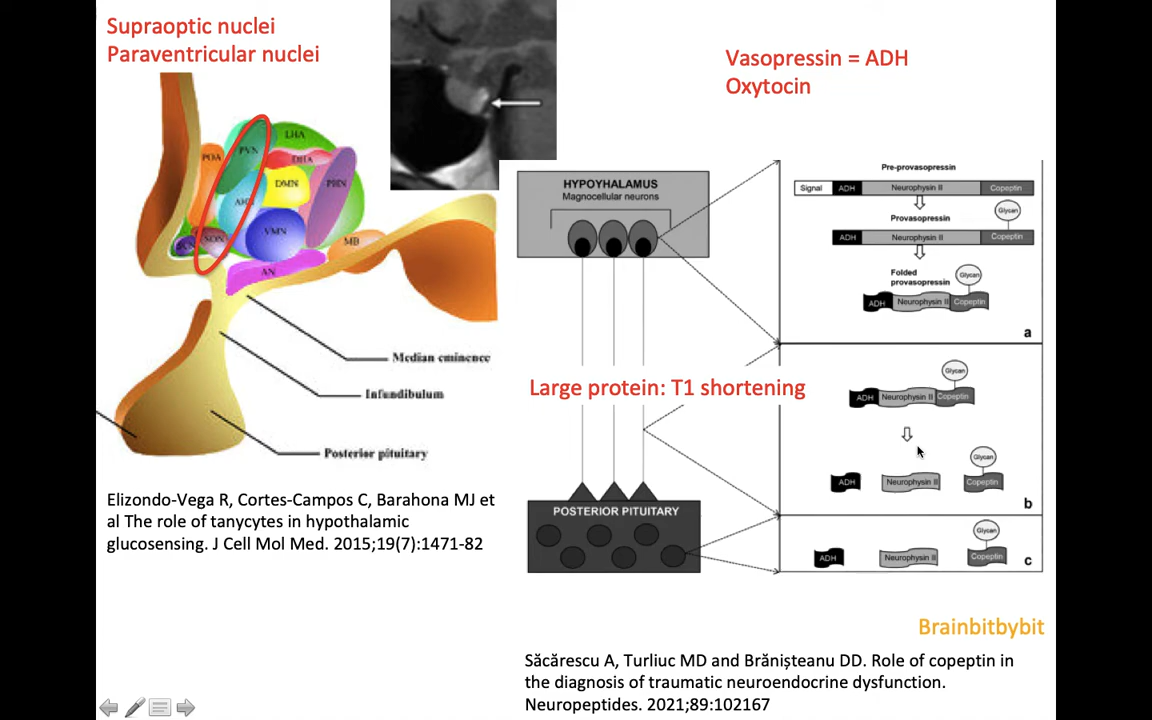 Supraoptic nuclei
Paraventricular nuclei
Vasopressin = ADH
Oxytocin
LHA
PVN
POA
DHA
DMN
PHN
AHN
VMN
SON
SCN
MB
AN
Median eminence
Infundibulum
Posterior pituitary
Elizondo-Vega R, Cortes-Campos C, Barahona MJ et
al The role of tanycytes in hypothalamic
glucosensing. J Cell Mol Med. 2015;19(7):1471-82
HYPOYHALAMUS
Magnocellular neurons
Large protein: T1 shortening
POSTERIOR PITUITARY
Pre-provasopressin
Signal ADH Neurophysin II Copeptin
Glycan
Provasopressin
ADH Neurophysin II Copeptin
Folded
provasopressin
Glycan
ADH Neurophysin II Copeptin
a
Glycan
ADH Neurophysin II Copeptin
Glycan
ADH Neurophysin II Copeptin
b
Glycan
ADH Neurophysin II Copeptin
c
Brainbitbybit
Săcărescu A, Turliuc MD and Brănișteanu DD. Role of copeptin in
the diagnosis of traumatic neuroendocrine dysfunction.
Neuropeptides. 2021;89:102167